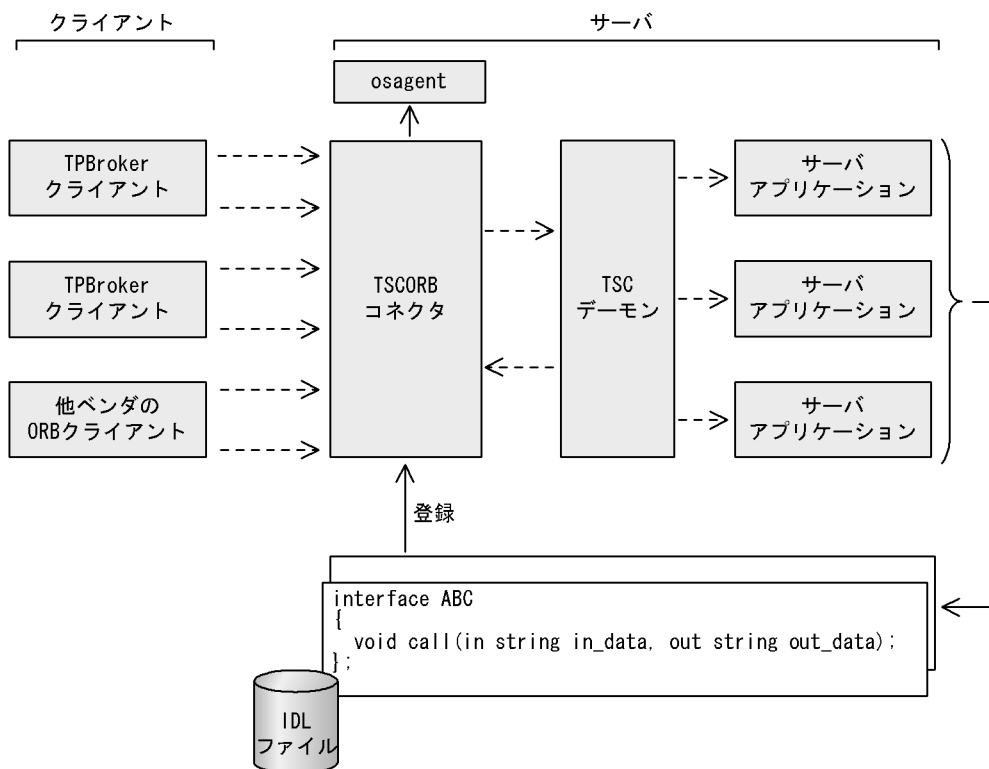 クライアント
サーバ
osagent
TPBroker
クライアント
TSCORB
コネクタ
TSC
デーモン
サーバ
アプリケーション
TPBroker
クライアント
サーバ
アプリケーション
他ベンダの
ORBクライアント
サーバ
アプリケーション
登録
interface ABC
{
void call(in string in_data, out string out_data);
};
IDL
ファイル